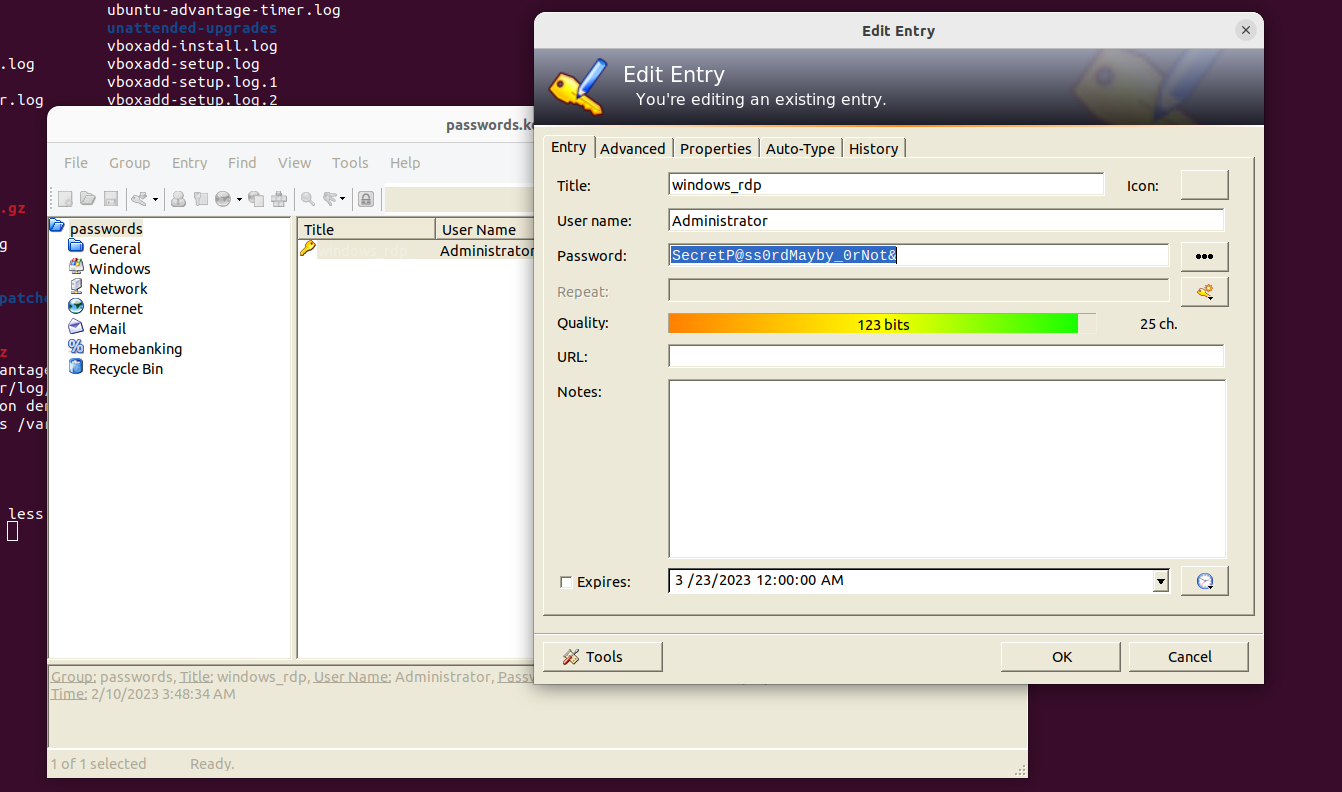 ubuntu-advantage-timer.log
unattended-upgrades
vboxadd-install.log
.log vboxadd-setup.log
vboxadd-setup.log.1
r.log vboxadd-setup.log.2
.gz
g
patche
z
antage
r/log/
on der
s /var
less
passwords.k
File Group Entry Find View Tools Help
passwords
General
Windows
Network
Internet
eMail
Homebanking
Recycle Bin
Title User Name
windows_rdp Administrator
Group: passwords, Title: windows_rdp, User Name: Administrator, Passw
Time: 2/10/2023 3:48:34 AM
1 of 1 selected Ready.
Edit Entry
Edit Entry
You're editing an existing entry.
Entry Advanced Properties Auto-Type History
Title: windows_rdp Icon:
User name: Administrator
Password: SecretP@ss0rdMayby_0rNot&
Repeat:
Quality: 123 bits 25 ch.
URL:
Notes:
Expires: 3 /23/2023 12:00:00 AM
Tools OK Cancel